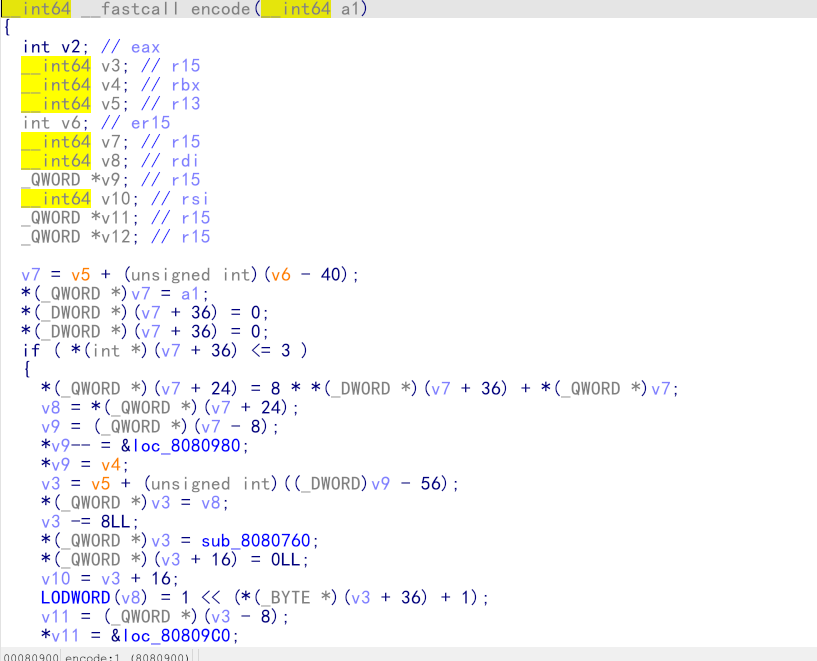 __int64 __fastcall encode(__int64 a1)
{
  int v2; // eax
  __int64 v3; // r15
  __int64 v4; // rbx
  __int64 v5; // r13
  int v6; // er15
  __int64 v7; // r15
  __int64 v8; // rdi
  _QWORD *v9; // r15
  __int64 v10; // rsi
  _QWORD *v11; // r15
  _QWORD *v12; // r15
  v7 = v5 + (unsigned int)(v6 - 40);
  *(_QWORD *)v7 = a1;
  *(_DWORD *)(v7 + 36) = 0;
  *(_DWORD *)(v7 + 36) = 0;
  if ( *(int *)(v7 + 36) <= 3 )
  {
    *(_QWORD *)(v7 + 24) = 8 * *(_DWORD *)(v7 + 36) + *(_QWORD *)v7;
    v8 = *(_QWORD *)(v7 + 24);
    v9 = (_QWORD *)(v7 - 8);
    *v9-- = &loc_8080980;
    *v9 = v4;
    v3 = v5 + (unsigned int)((_DWORD)v9 - 56);
    *(_QWORD *)v3 = v8;
    v3 -= 8LL;
    *(_QWORD *)v3 = sub_8080760;
    *(_QWORD *)(v3 + 16) = 0LL;
    v10 = v3 + 16;
    LODWORD(v8) = 1 << (*(_BYTE *)(v3 + 36) + 1);
    v11 = (_QWORD *)(v3 - 8);
    *v11 = &loc_80809C0;
00080900 encode:1 (8080900)